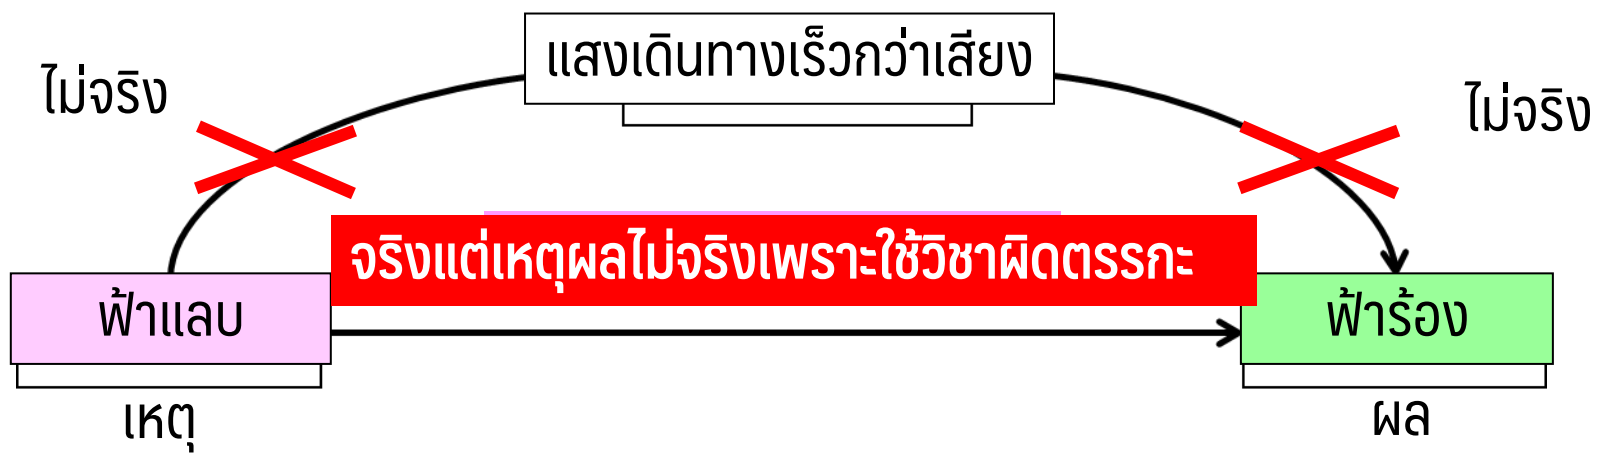 แสงเดินทางเร็วกว่าเสียง
ไม่จริง
ไม่จริง
จริงแต่เหตุผลไม่จริงเพราะใช้วิชาผิดตรรกะ
ฟ้าแลบ
ฟ้าร้อง
เหตุ
ผล